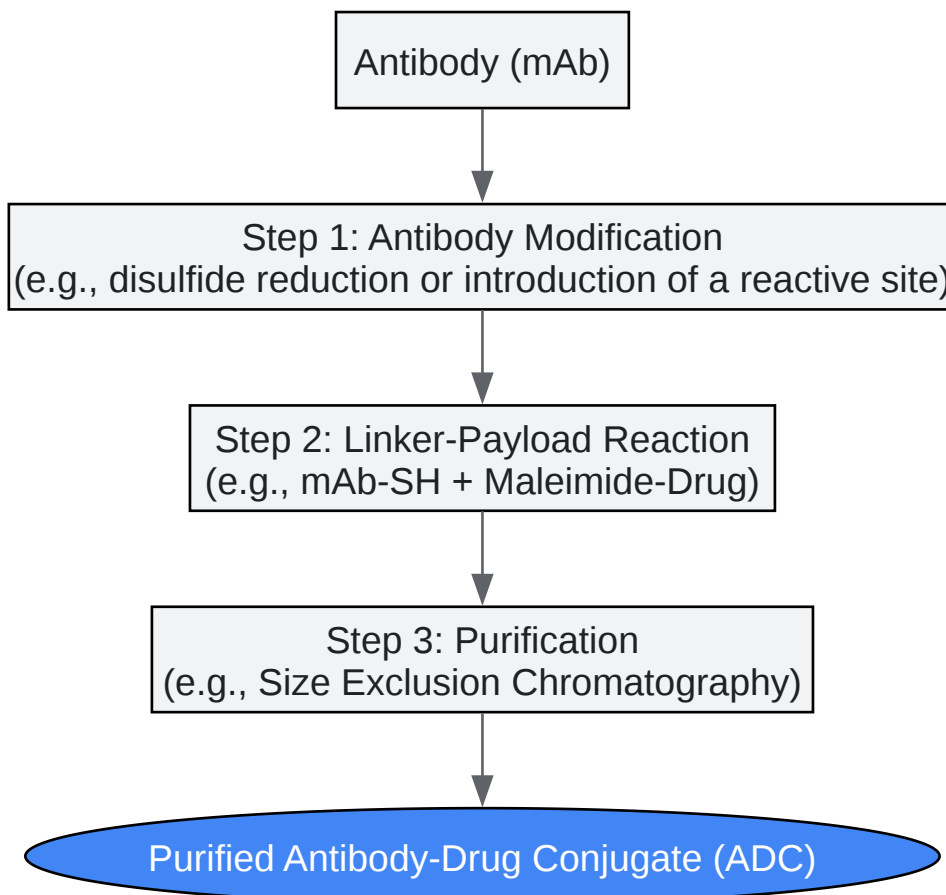 Antibody (mAb)
Step 1: Antibody Modification
(e.g., disulfide reduction or introduction of a reactive site)
Step 2: Linker-Payload Reaction
(e.g., mAb-SH + Maleimide-Drug)
Step 3: Purification
(e.g., Size Exclusion Chromatography)
Purified Antibody-Drug Conjugate (ADC)